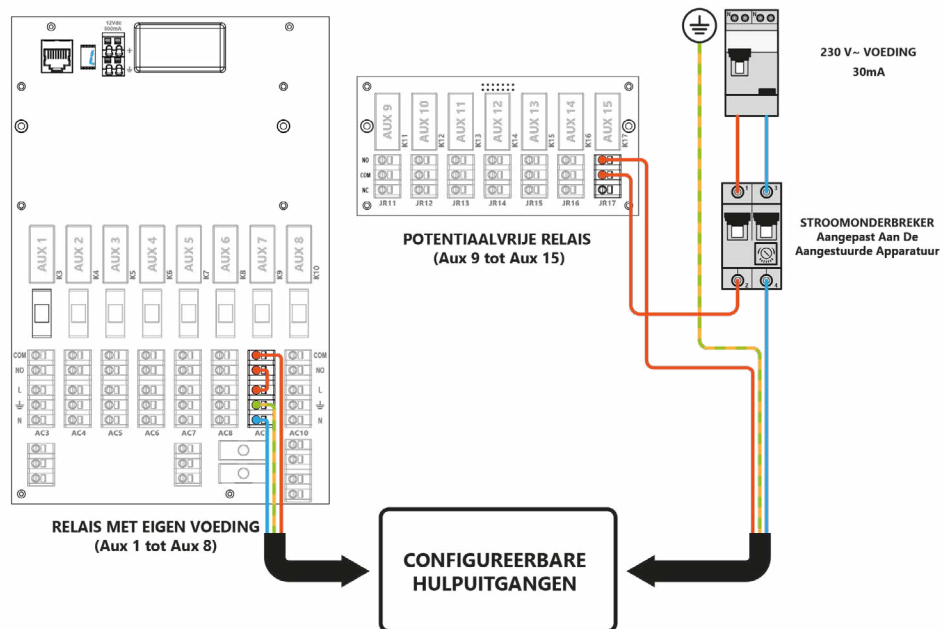 12Vdc
500mA
+
AUX 1
AUX 2
AUX 3
AUX 4
AUX 5
AUX 6
AUX 7
AUX 8
K3
K4
K5
K6
K7
K8
K9
K10
COM
NO
L
N
COM
NO
L
N
AC3
AC4
AC5
AC6
AC7
AC8
AC10
RELAIS MET EIGEN VOEDING
(Aux 1 tot Aux 8)
AUX 9
AUX 10
AUX 11
AUX 12
AUX 13
AUX 14
AUX 15
K11
K12
K13
K14
K15
K16
K17
NO
COM
NC
JR11
JR12
JR13
JR14
JR15
JR16
JR17
POTENTIAALVRIJE RELAIS
(Aux 9 tot Aux 15)
N
N
230 V~ VOEDING
30mA
1
3
2
4
STROOMONDERBREKER
Aangepast Aan De
Aangestuurde Apparatuur
CONFIGUREERBARE
HULPUITGANGEN